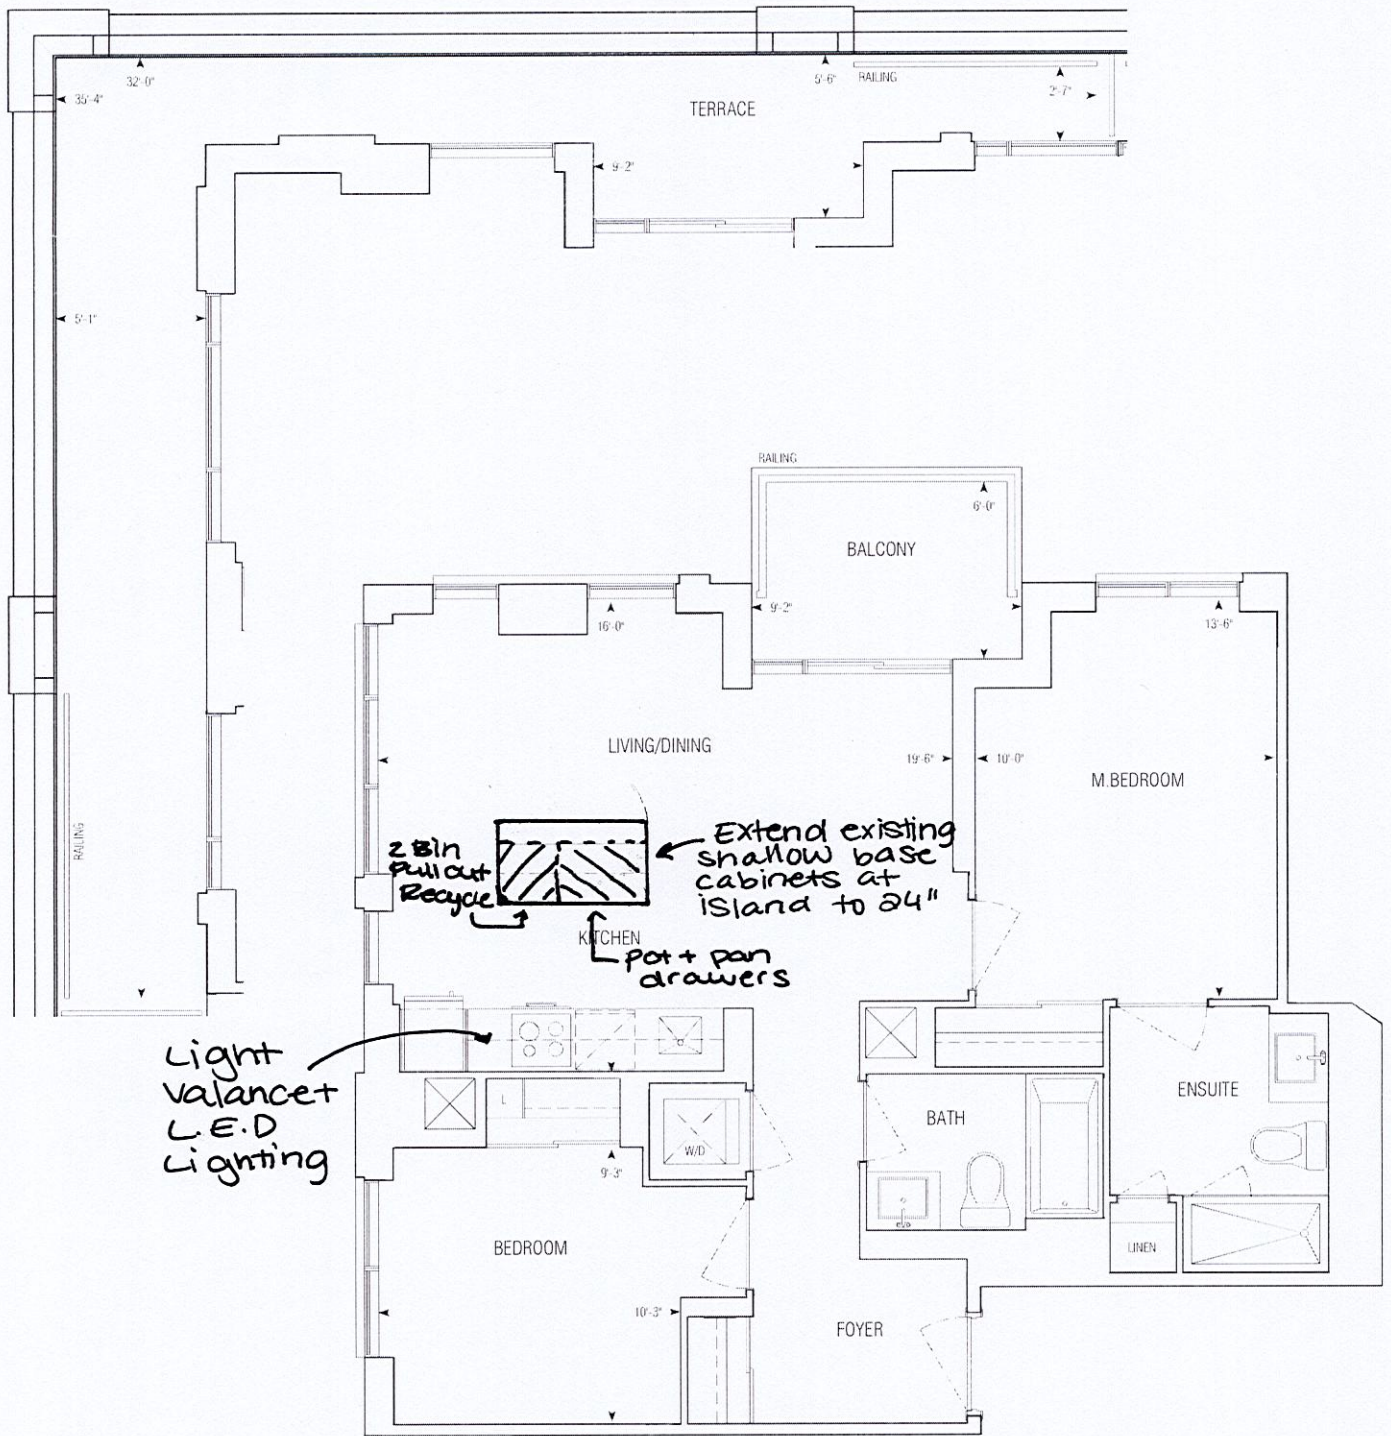 32'-0"
5'-6"
RAILING
2'-7"
35'-4"
TERRACE
9'-2"
5'-1"
RAILING
6'-0"
BALCONY
9'-2"
16'-0"
13'-6"
LIVING/DINING
19'-6"
10'-0"
M.BEDROOM
RAILING
2 Bin
Pull out
Recycle
Extend existing
shallow base
cabinets at
island to 24"
KITCHEN
pot + pan
drawers
Light
Valance +
L.E.D
Lighting
L
W/D
BATH
ENSUITE
9'-3"
BEDROOM
LINEN
10'-3"
FOYER